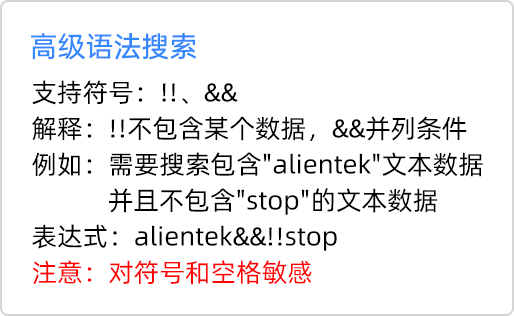 高级语法搜索
支持符号：!!、&&
解释：!!不包含某个数据，&&并列条件
例如：需要搜索包含"alientek"文本数据
并且不包含"stop"的文本数据
表达式：alientek&&!!stop
注意：对符号和空格敏感